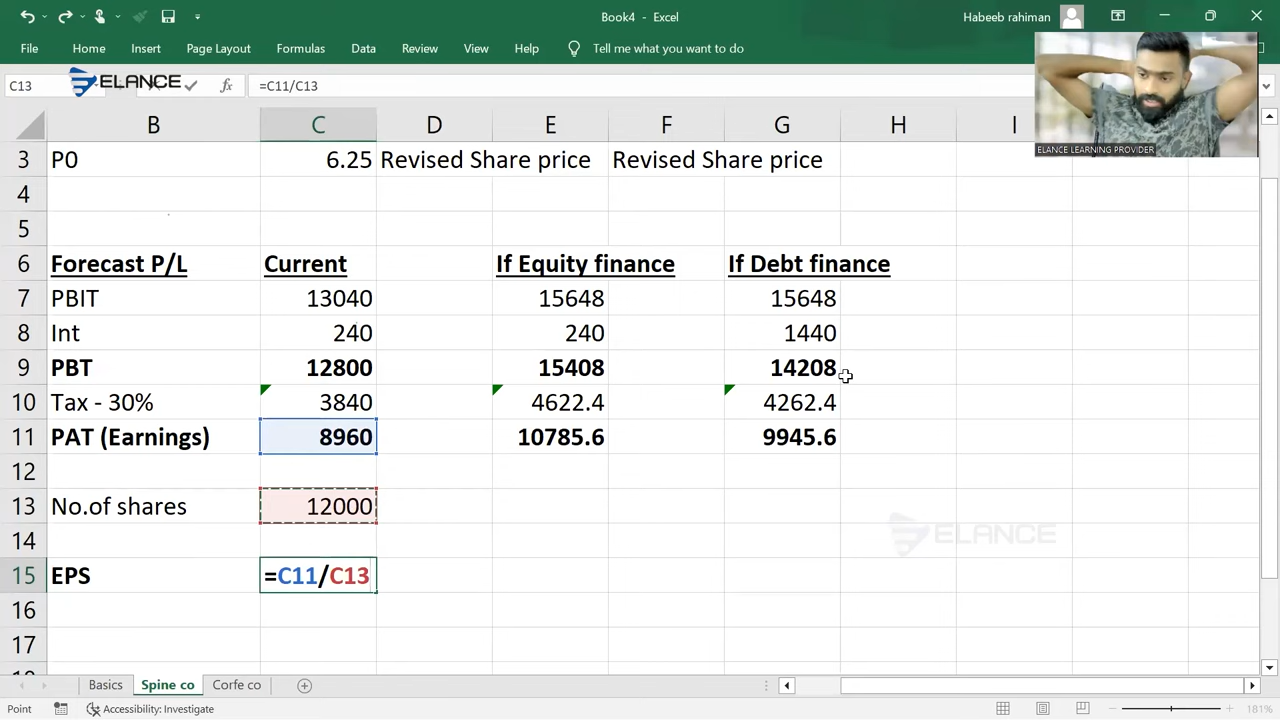 Book4 - Excel
Habeeb rahiman
File Home Insert Page Layout Formulas Data Review View Help Tell me what you want to do
C13 ELANCE fx =C11/C13
ELANCE LEARNING PROVIDER
B C D E F G H I
3 P0 6.25 Revised Share price Revised Share price
4
5
6 Forecast P/L Current If Equity finance If Debt finance
7 PBIT 13040 15648 15648
8 Int 240 240 1440
9 PBT 12800 15408 14208
10 Tax - 30% 3840 4622.4 4262.4
11 PAT (Earnings) 8960 10785.6 9945.6
12
13 No.of shares 12000
14 ELANCE
15 EPS =C11/C13
16
17
Basics Spine co Corfe co
Point Accessibility: Investigate 181%